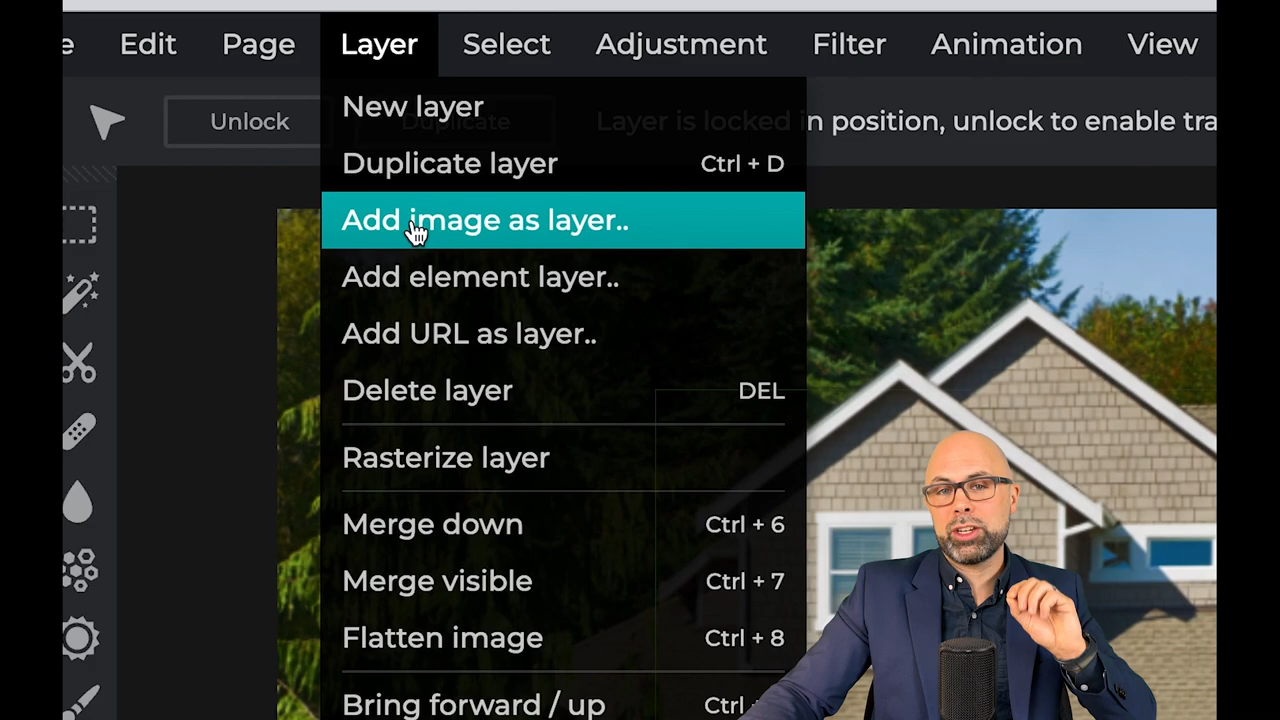 e Edit Page Layer Select Adjustment Filter Animation View
Unlock Duplicate Layer is locked in position, unlock to enable tra
New layer
Duplicate layer Ctrl + D
Add image as layer..
Add element layer..
Add URL as layer..
Delete layer DEL
Rasterize layer
Merge down Ctrl + 6
Merge visible Ctrl + 7
Flatten image Ctrl + 8
Bring forward / up Ctrl